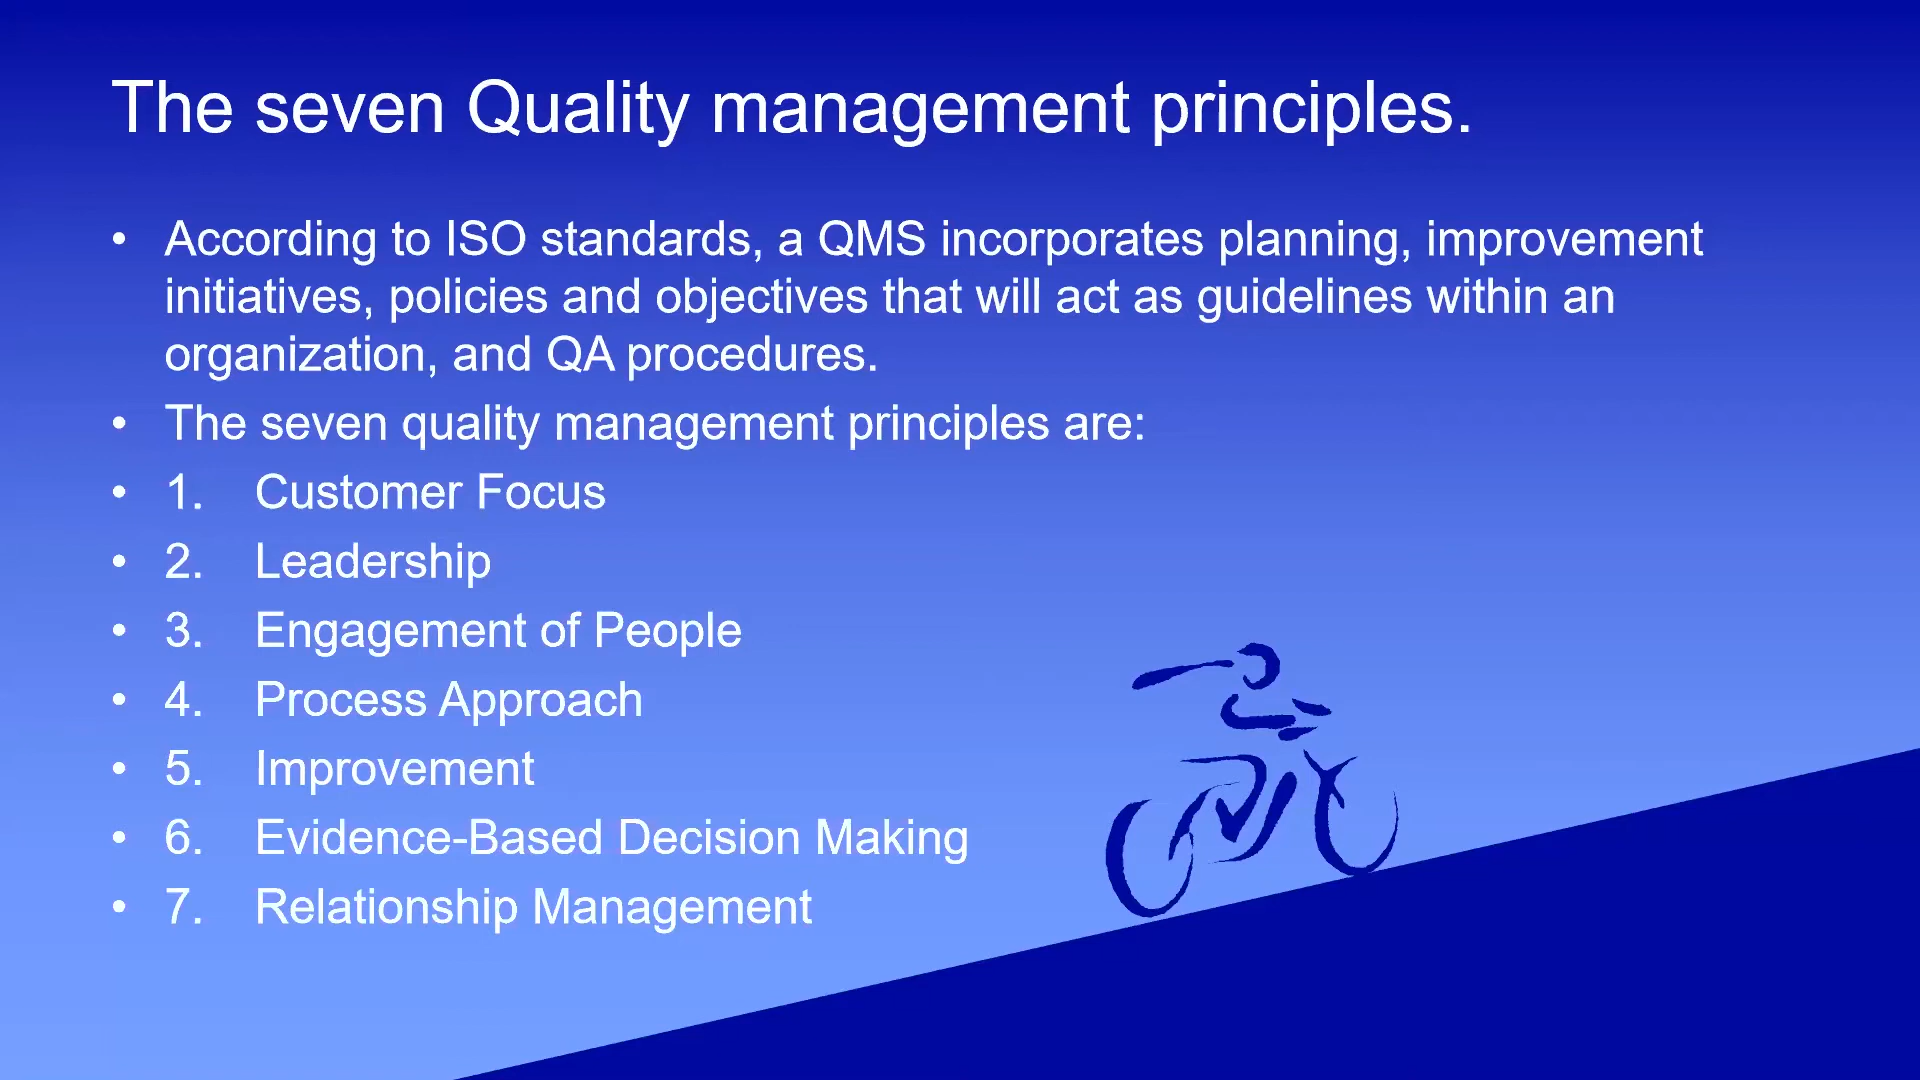 The seven Quality management principles.
• According to ISO standards, a QMS incorporates planning, improvement
initiatives, policies and objectives that will act as guidelines within an
organization, and QA procedures.
• The seven quality management principles are:
• 1. Customer Focus
• 2. Leadership
• 3. Engagement of People
• 4. Process Approach
• 5. Improvement
• 6. Evidence-Based Decision Making
• 7. Relationship Management